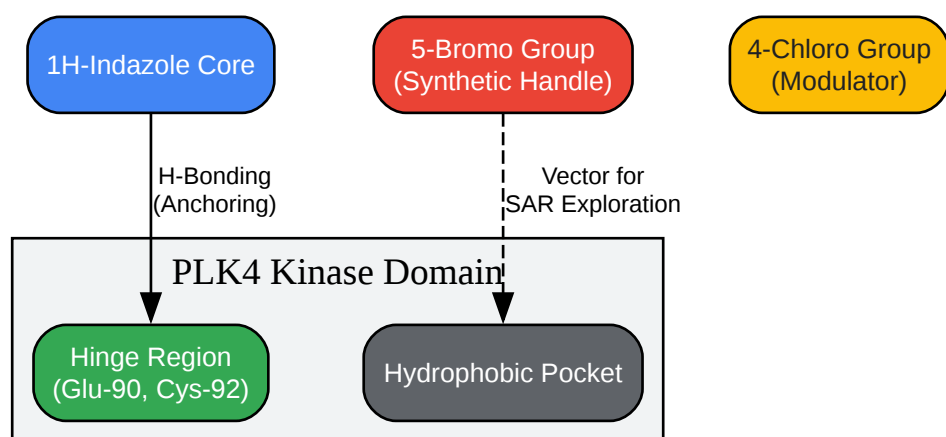 1H-Indazole Core
5-Bromo Group
(Synthetic Handle)
4-Chloro Group
(Modulator)
H-Bonding
(Anchoring)
Vector for
SAR Exploration
PLK4 Kinase Domain
Hinge Region
(Glu-90, Cys-92)
Hydrophobic Pocket